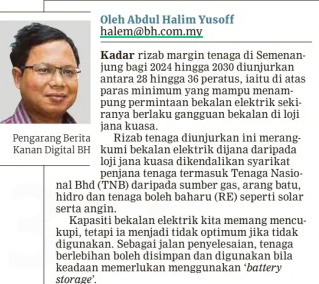 Oleh Abdul Halim Yusoff
halem@bh.com.my
Kadar rizab margin tenaga di Semenan-
jung bagi 2024 hingga 2030 diunjurkan
antara 28 hingga 36 peratus, iaitu di atas
paras minimum yang mampu menam-
pung permintaan bekalan elektrik seki-
ranya berlaku gangguan bekalan di loji
jana kuasa.
Pengarang Berita
Kanan Digital BH
Rizab tenaga diunjurkan ini merang-
kumi bekalan elektrik dijana daripada
loji jana kuasa dikendalikan syarikat
penjana tenaga termasuk Tenaga Nasio-
nal Bhd (TNB) daripada sumber gas, arang batu,
hidro dan tenaga boleh baharu (RE) seperti solar
serta angin.
Kapasiti bekalan elektrik kita memang mencu-
kupi, tetapi ia menjadi tidak optimum jika tidak
digunakan. Sebagai jalan penyelesaian, tenaga
berlebihan boleh disimpan dan digunakan bila
keadaan memerlukan menggunakan ‘battery
storage’.